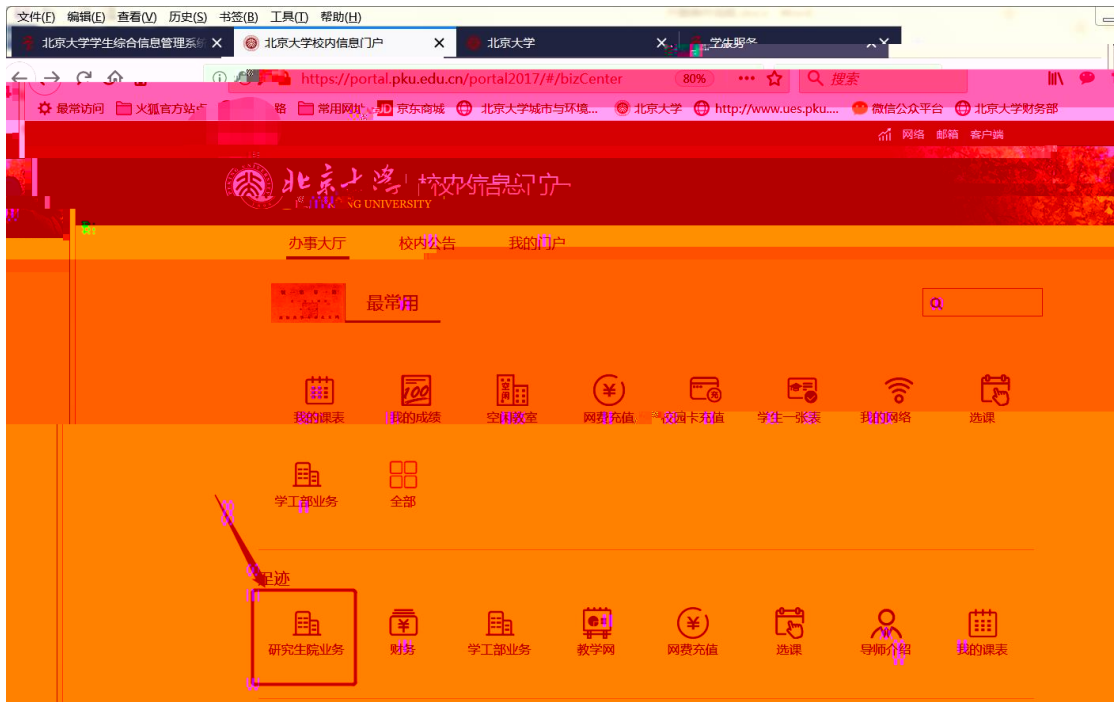 文件(F) 编辑(E) 查看(V) 历史(S) 书签(B) 工具(T) 帮助(H)
北京大学学生综合信息管理系统 北京大学校内信息门户 北京大学
https://portal.pku.edu.cn/portal2017/#/bizCenter 80% 搜索
最常访问 火狐官方站点 常用网址 JD 京东商城 北京大学城市与环境... 北京大学 http://www.ues.pku.... 微信公众平台 北京大学财务部
网络 邮箱 客户端
北京大学 校内信息门户
NG UNIVERSITY
办事大厅 校内公告 我的门户
最常用
我的课表 我的成绩 空闲教室 网费充值 校园卡充值 学生一张表 我的网络 选课
学工部业务 全部
足迹
研究生院业务 财务 学工部业务 教学网 网费充值 选课 导师介绍 我的课表